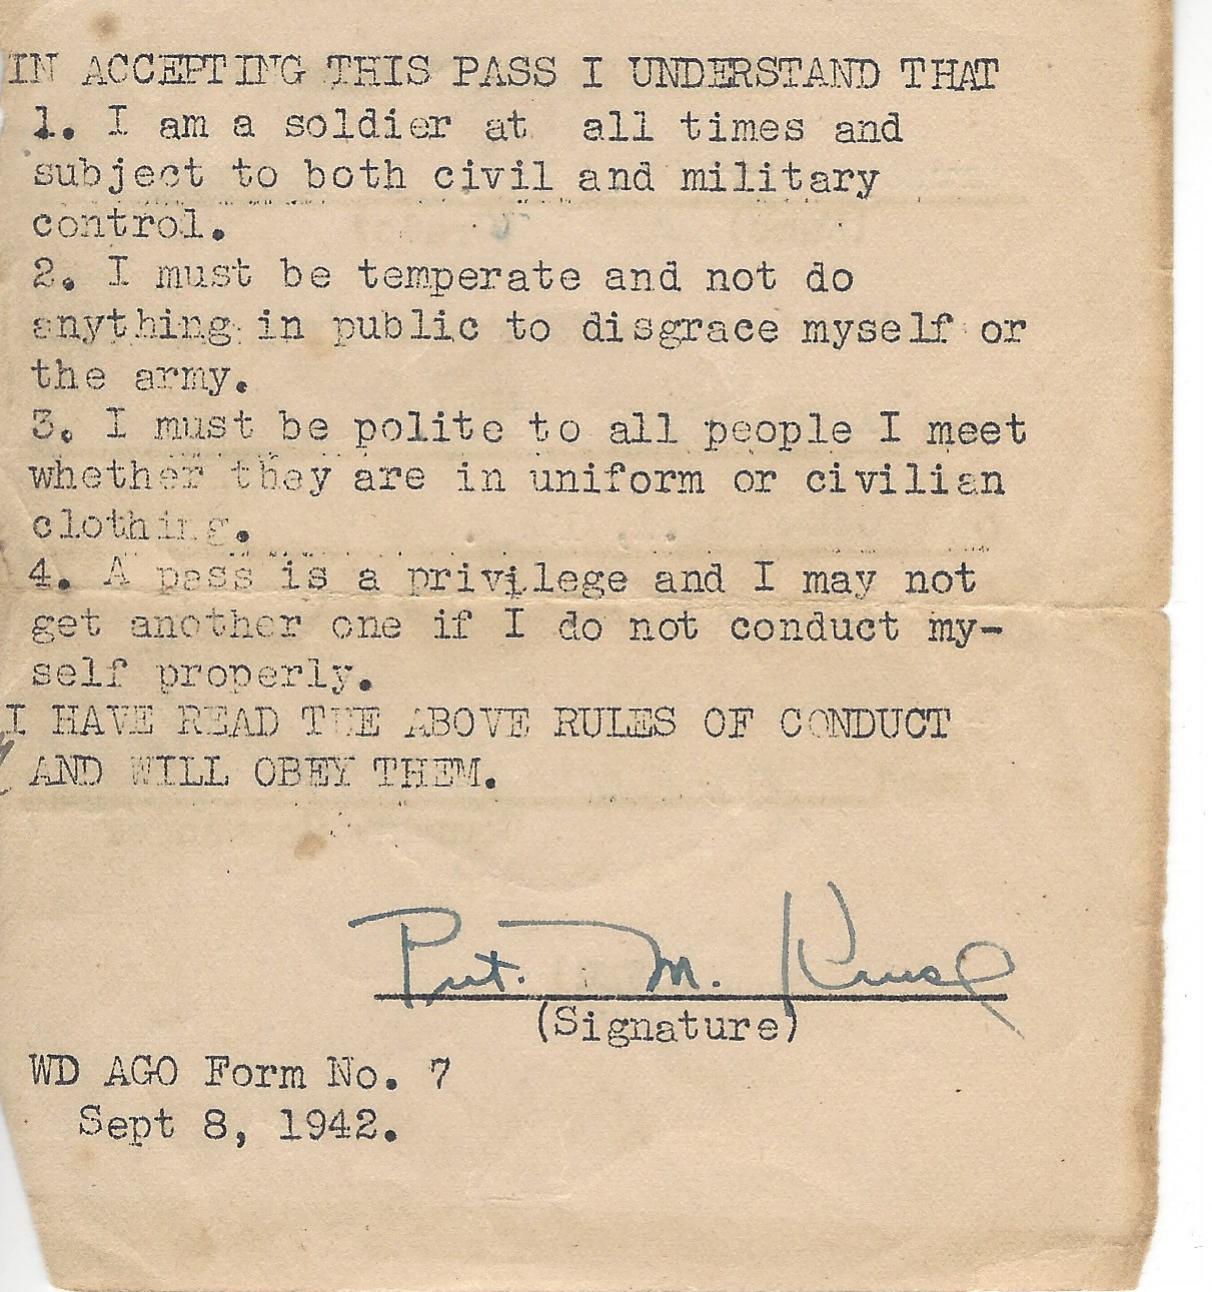 IN ACCEPTING THIS PASS I UNDERSTAND THAT
1. I am a soldier at all times and
subject to both civil and military
control.
2. I must be temperate and not do
anything in public to disgrace myself or
the army.
3. I must be polite to all people I meet
whether they are in uniform or civilian
clothing.
4. A pass is a privilege and I may not
get another one if I do not conduct my-
self properly.
I HAVE READ THE ABOVE RULES OF CONDUCT
AND WILL OBEY THEM.
Pvt. M.
(Signature)
WD AGO Form No. 7
Sept 8, 1942.